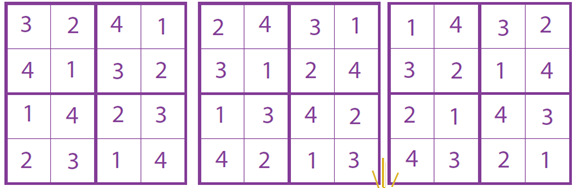 3 2 4 1
4 1 3 2
1 4 2 3
2 3 1 4
2 4 3 1
3 1 2 4
1 3 4 2
4 2 1 3
1 4 3 2
3 2 1 4
2 1 4 3
4 3 2 1